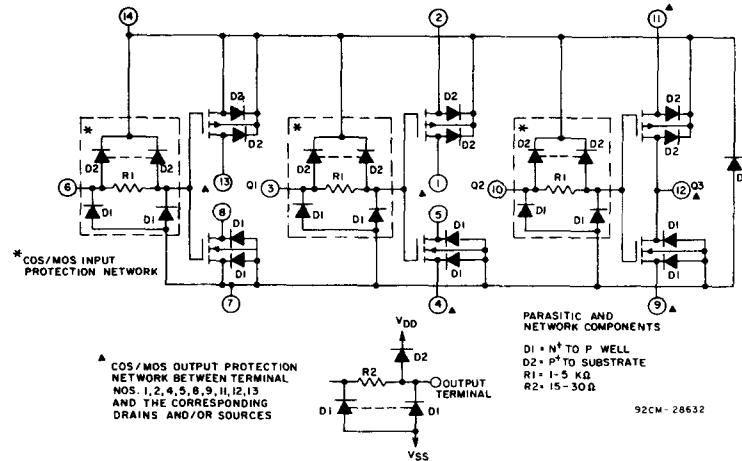 14
2
11 ▲
D2
D2
D2
*
*
*
D2
D2
D2
D2
D2
D2
D2
D2
D2
6
R1
13
▲
Q1
3
R1
1
▲
Q2
10
R1
12
Q3
▲
D
D1
D1
8
D1
D1
5
D1
D1
D1
D1
D1
D1
D1
D1
* COS/MOS INPUT
PROTECTION NETWORK
7
4 ▲
9 ▲
▲ COS/MOS OUTPUT PROTECTION
NETWORK BETWEEN TERMINAL
NOS. 1,2,4,5,8,9,11,12,13
AND THE CORRESPONDING
DRAINS AND/OR SOURCES
VDD
D2
R2
OUTPUT
TERMINAL
D1
D1
VSS
PARASITIC AND
NETWORK COMPONENTS
D1 = N+ TO P WELL
D2 = P+ TO SUBSTRATE
R1 = 1-5 KΩ
R2 = 15-30 Ω
92CM-28632